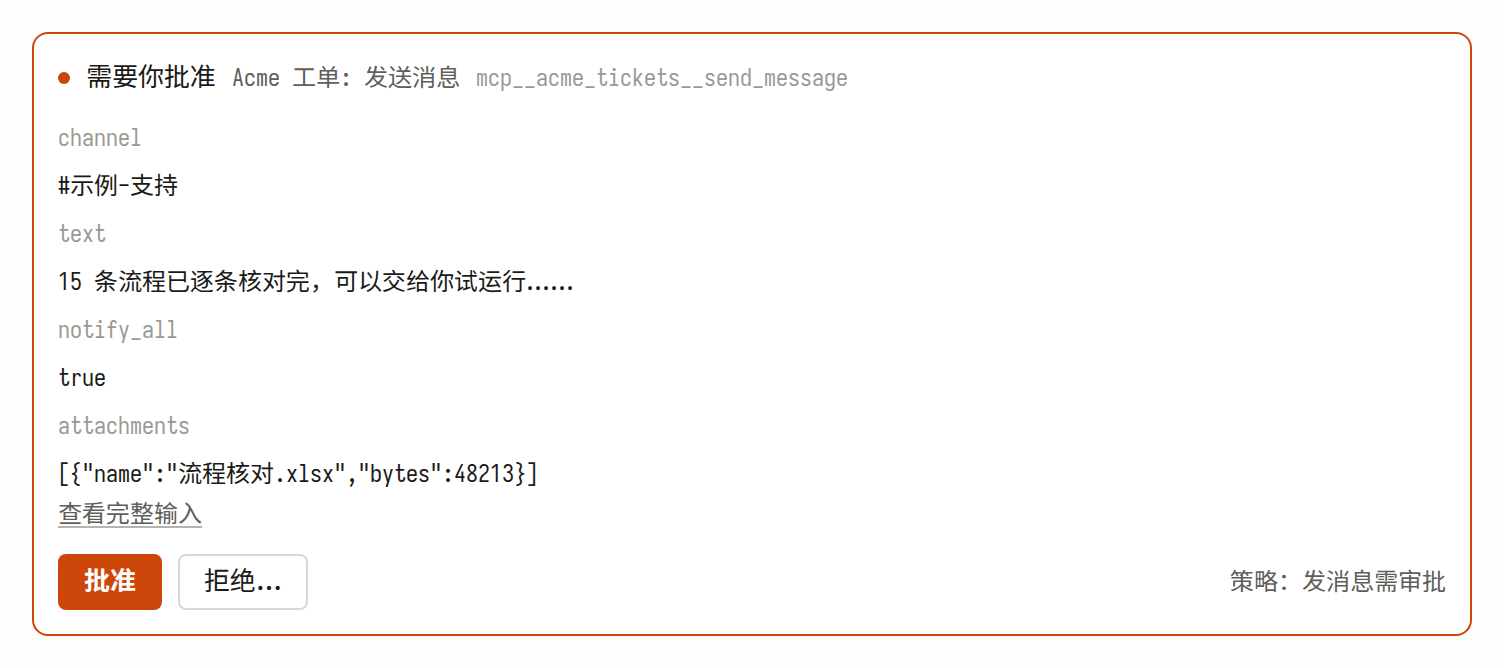 需要你批准 Acme 工单：发送消息 mcp__acme_tickets__send_message
channel
#示例-支持
text
15 条流程已逐条核对完，可以交给你试运行……
notify_all
true
attachments
[{"name":"流程核对.xlsx","bytes":48213}]
查看完整输入
批准 拒绝… 策略：发消息需审批